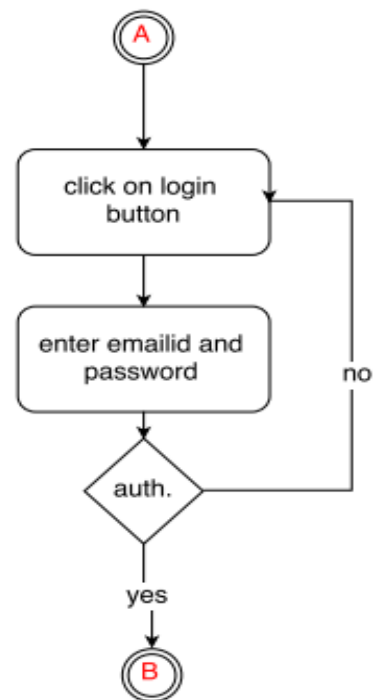 A
click on login
button
enter emailid and
password
no
auth.
yes
B